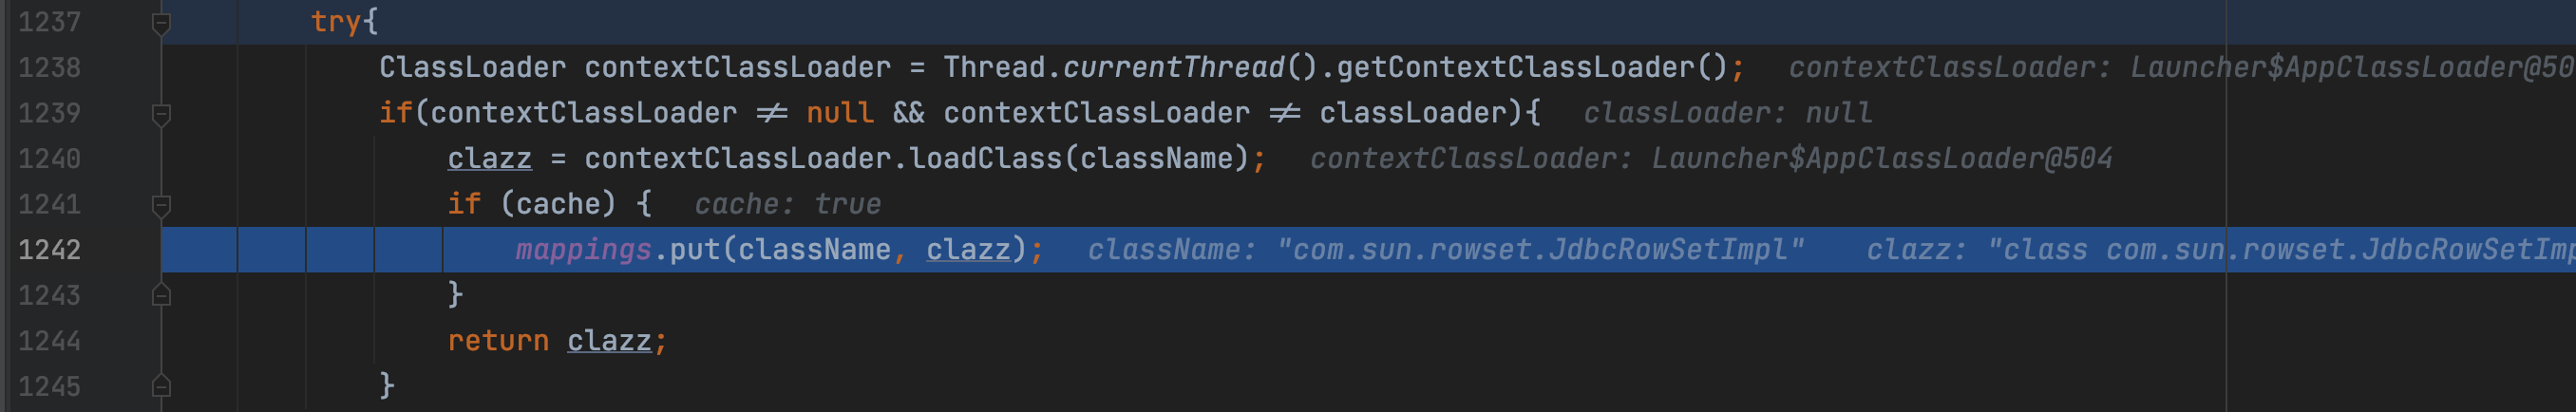 1237 try{
1238 ClassLoader contextClassLoader = Thread.currentThread().getContextClassLoader(); contextClassLoader: Launcher$AppClassLoader@50
1239 if(contextClassLoader ≠ null && contextClassLoader ≠ classLoader){ classLoader: null
1240 clazz = contextClassLoader.loadClass(className); contextClassLoader: Launcher$AppClassLoader@504
1241 if (cache) { cache: true
1242 mappings.put(className, clazz); className: "com.sun.rowset.JdbcRowSetImpl" clazz: "class com.sun.rowset.JdbcRowSetImp
1243 }
1244 return clazz;
1245 }